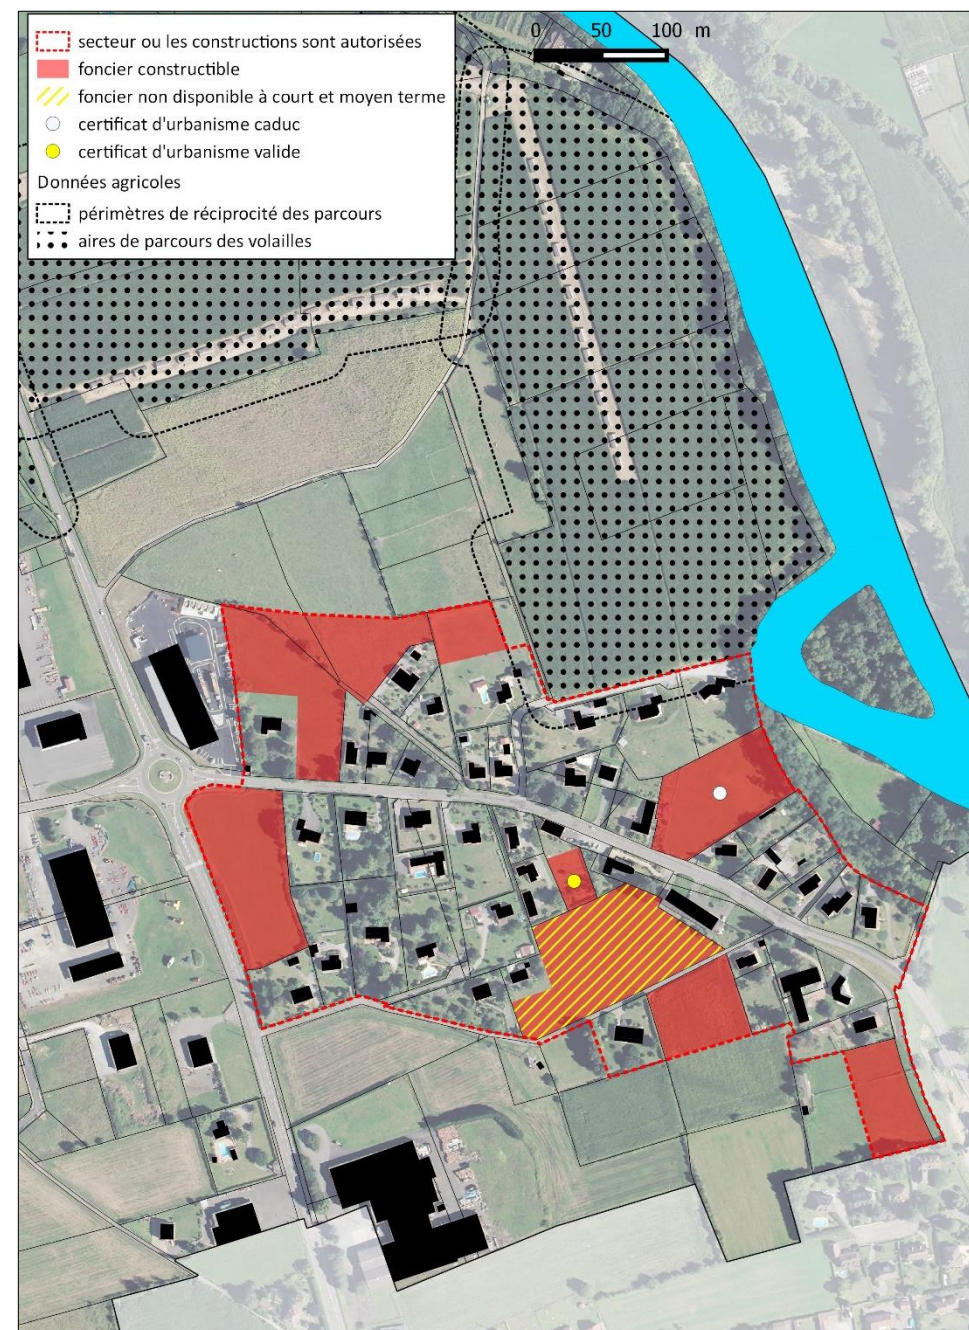 0 50 100 m
secteur ou les constructions sont autorisées
foncier constructible
foncier non disponible à court et moyen terme
certificat d'urbanisme caduc
certificat d'urbanisme valide
Données agricoles
périmètres de réciprocité des parcours
aires de parcours des volailles